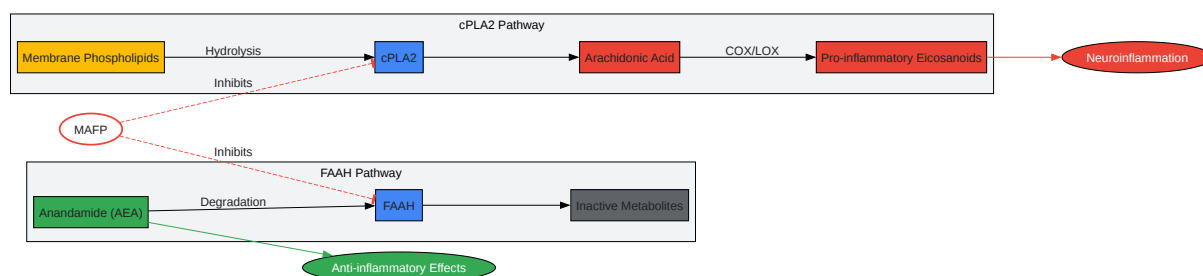 cPLA2 Pathway
Membrane Phospholipids
Hydrolysis
cPLA2
Arachidonic Acid
COX/LOX
Pro-inflammatory Eicosanoids
Neuroinflammation
Inhibits
MAFP
Inhibits
FAAH Pathway
Anandamide (AEA)
Degradation
FAAH
Inactive Metabolites
Anti-inflammatory Effects